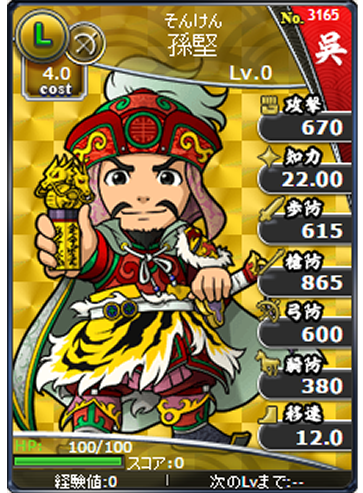 そんけん
孫堅
No. 3165
呉
L
4.0
cost
Lv.0
攻撃
670
知力
22.00
歩防
615
槍防
865
弓防
600
騎防
380
移速
12.0
HP: 100/100
スコア:0
経験値:0
次のLvまで:--